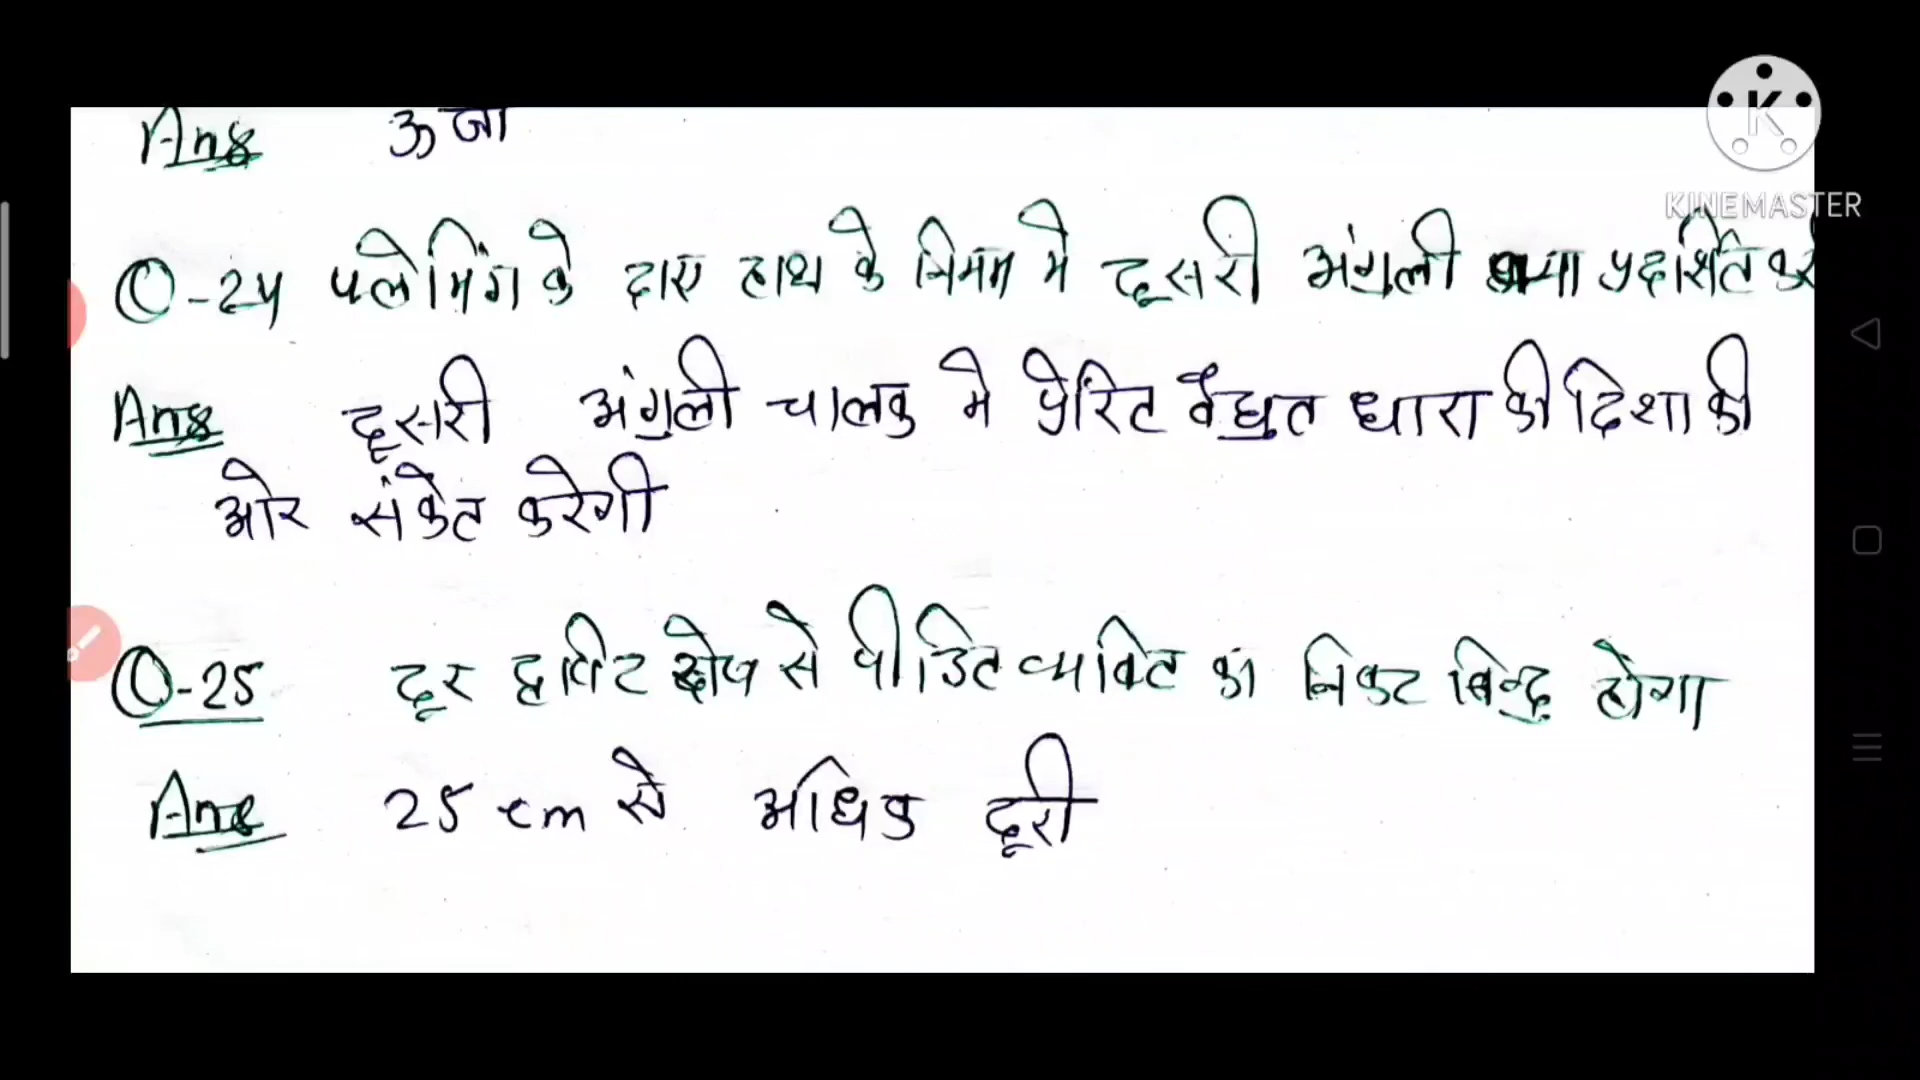 Ans ऊर्जा
KINEMASTER
Q-24 फ्लेमिंग के दाए हाथ के नियम मे दूसरी अंगुली क्या प्रदर्शित करे
Ans दूसरी अंगुली चालक मे प्रेरित वैद्युत धारा की दिशा की
ओर संकेत करेगी
Q-25 दूर दृष्टि दोष से पीडित व्यक्ति का निकट बिन्दु होगा
Ans 25 cm से अधिक दूरी